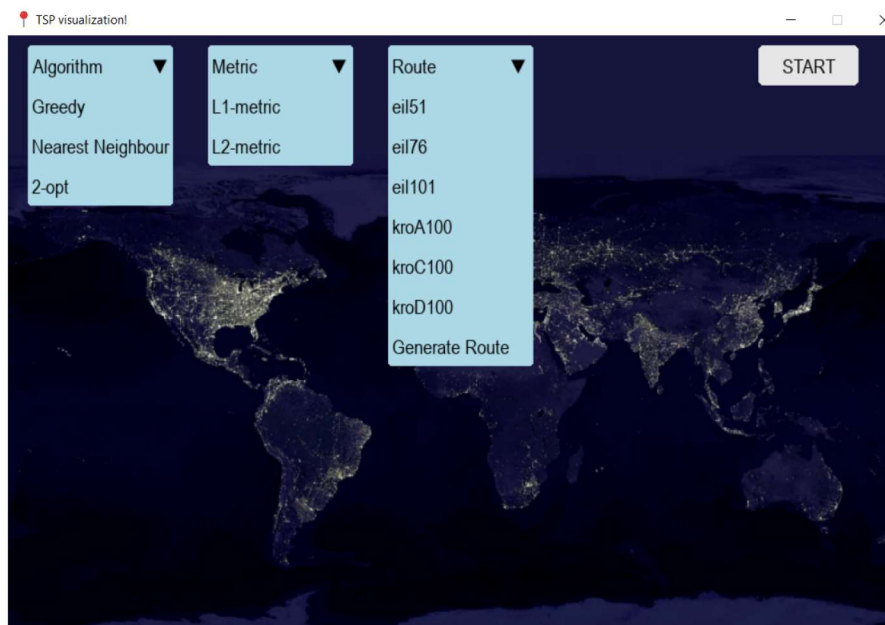 TSP visualization!
Algorithm ▼
Greedy
Nearest Neighbour
2-opt
Metric ▼
L1-metric
L2-metric
Route ▼
eil51
eil76
eil101
kroA100
kroC100
kroD100
Generate Route
START